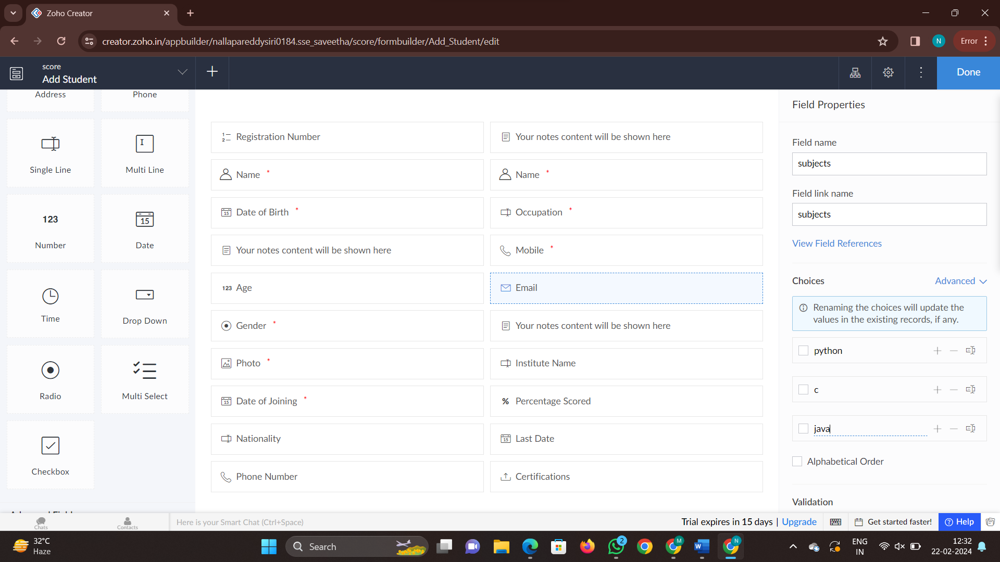 Zoho Creator
creator.zoho.in/appbuilder/nallapareddysiri0184.sse_saveetha/score/formbuilder/Add_Student/edit
N
Error
score
Add Student
Done
Address
Phone
Single Line
Multi Line
123
Number
15
Date
Time
Drop Down
Radio
Multi Select
Checkbox
Registration Number
Name *
Date of Birth *
Your notes content will be shown here
123 Age
Gender *
Photo *
Date of Joining *
Nationality
Phone Number
Your notes content will be shown here
Name *
Occupation *
Mobile *
Email
Your notes content will be shown here
Institute Name
% Percentage Scored
Last Date
Certifications
Field Properties
Field name
subjects
Field link name
subjects
View Field References
Choices
Advanced
Renaming the choices will update the
values in the existing records, if any.
python
c
java
Alphabetical Order
Validation
Chats
Contacts
Here is your Smart Chat (Ctrl+Space)
Trial expires in 15 days | Upgrade
Get started faster!
Help
32°C
Haze
Search
2
M
W
N
ENG
IN
12:32
22-02-2024